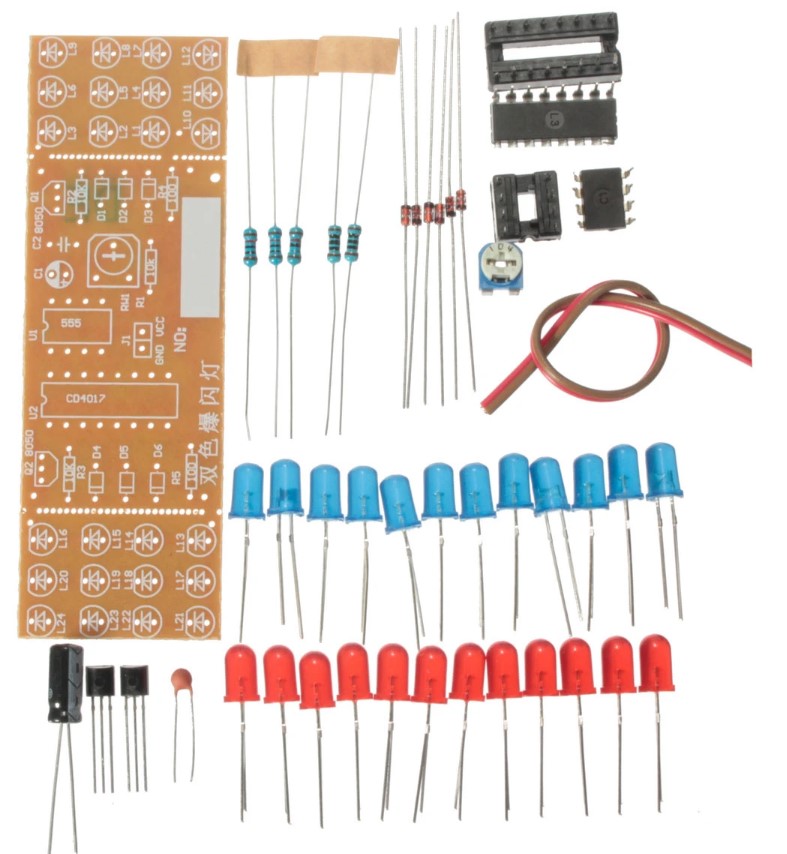 L9 L8 L7 L12
L6 L5 L4 L11
L3 L2 L1 L10
Q1 8050 R2 10K D1 D2 D3 R4 100
C2
C1 RW1 R1 10k
U1 555 J1 VCC GND NO:
U2 CD4017
双色爆闪灯
Q2 8050 10K R3 D4 D5 D6 R5 100
L16 L15 L14 L13
L20 L19 L18 L17
L24 L23 L22 L21